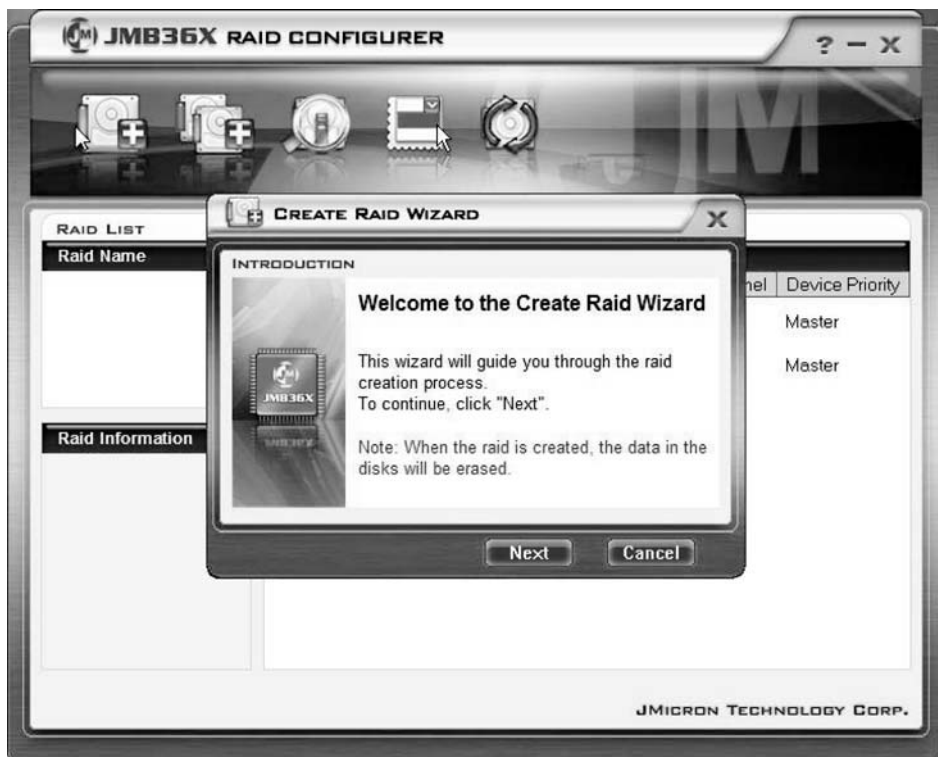 JM JMB36X RAID CONFIGURER
? – X
JM
RAID LIST
Raid Name
Raid Information
nel Device Priority
Master
Master
CREATE RAID WIZARD
X
INTRODUCTION
JMB36X
Welcome to the Create Raid Wizard
This wizard will guide you through the raid
creation process.
To continue, click "Next".
Note: When the raid is created, the data in the
disks will be erased.
Next Cancel
JMICRON TECHNOLOGY CORP.